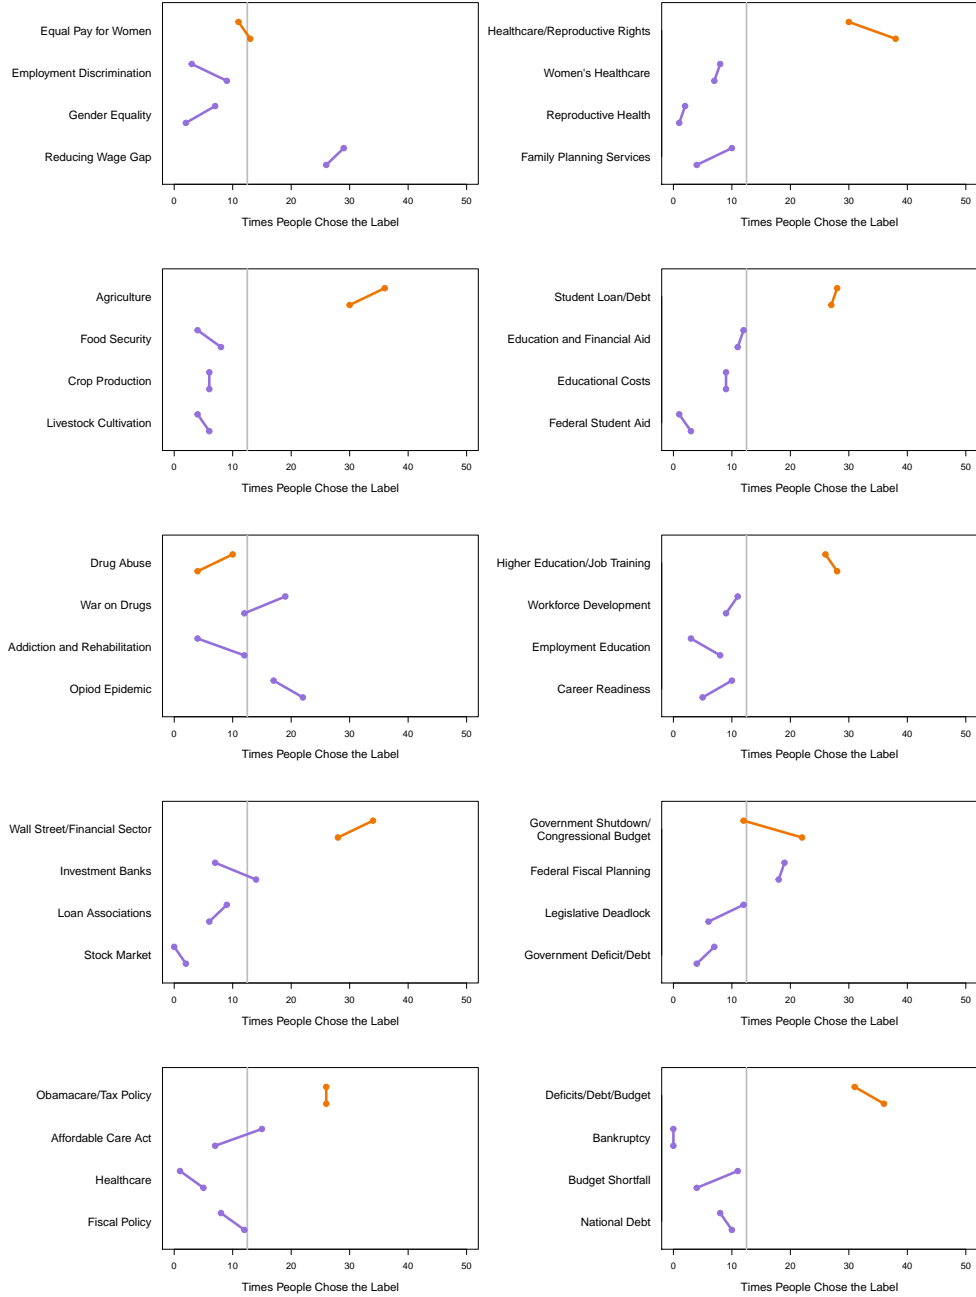 Equal Pay for Women
Employment Discrimination
Gender Equality
Reducing Wage Gap
0 10 20 30 40 50
Times People Chose the Label
Healthcare/Reproductive Rights
Women's Healthcare
Reproductive Health
Family Planning Services
0 10 20 30 40 50
Times People Chose the Label
Agriculture
Food Security
Crop Production
Livestock Cultivation
0 10 20 30 40 50
Times People Chose the Label
Student Loan/Debt
Education and Financial Aid
Educational Costs
Federal Student Aid
0 10 20 30 40 50
Times People Chose the Label
Drug Abuse
War on Drugs
Addiction and Rehabilitation
Opiod Epidemic
0 10 20 30 40 50
Times People Chose the Label
Higher Education/Job Training
Workforce Development
Employment Education
Career Readiness
0 10 20 30 40 50
Times People Chose the Label
Wall Street/Financial Sector
Investment Banks
Loan Associations
Stock Market
0 10 20 30 40 50
Times People Chose the Label
Government Shutdown/
Congressional Budget
Federal Fiscal Planning
Legislative Deadlock
Government Deficit/Debt
0 10 20 30 40 50
Times People Chose the Label
Obamacare/Tax Policy
Affordable Care Act
Healthcare
Fiscal Policy
0 10 20 30 40 50
Times People Chose the Label
Deficits/Debt/Budget
Bankruptcy
Budget Shortfall
National Debt
0 10 20 30 40 50
Times People Chose the Label